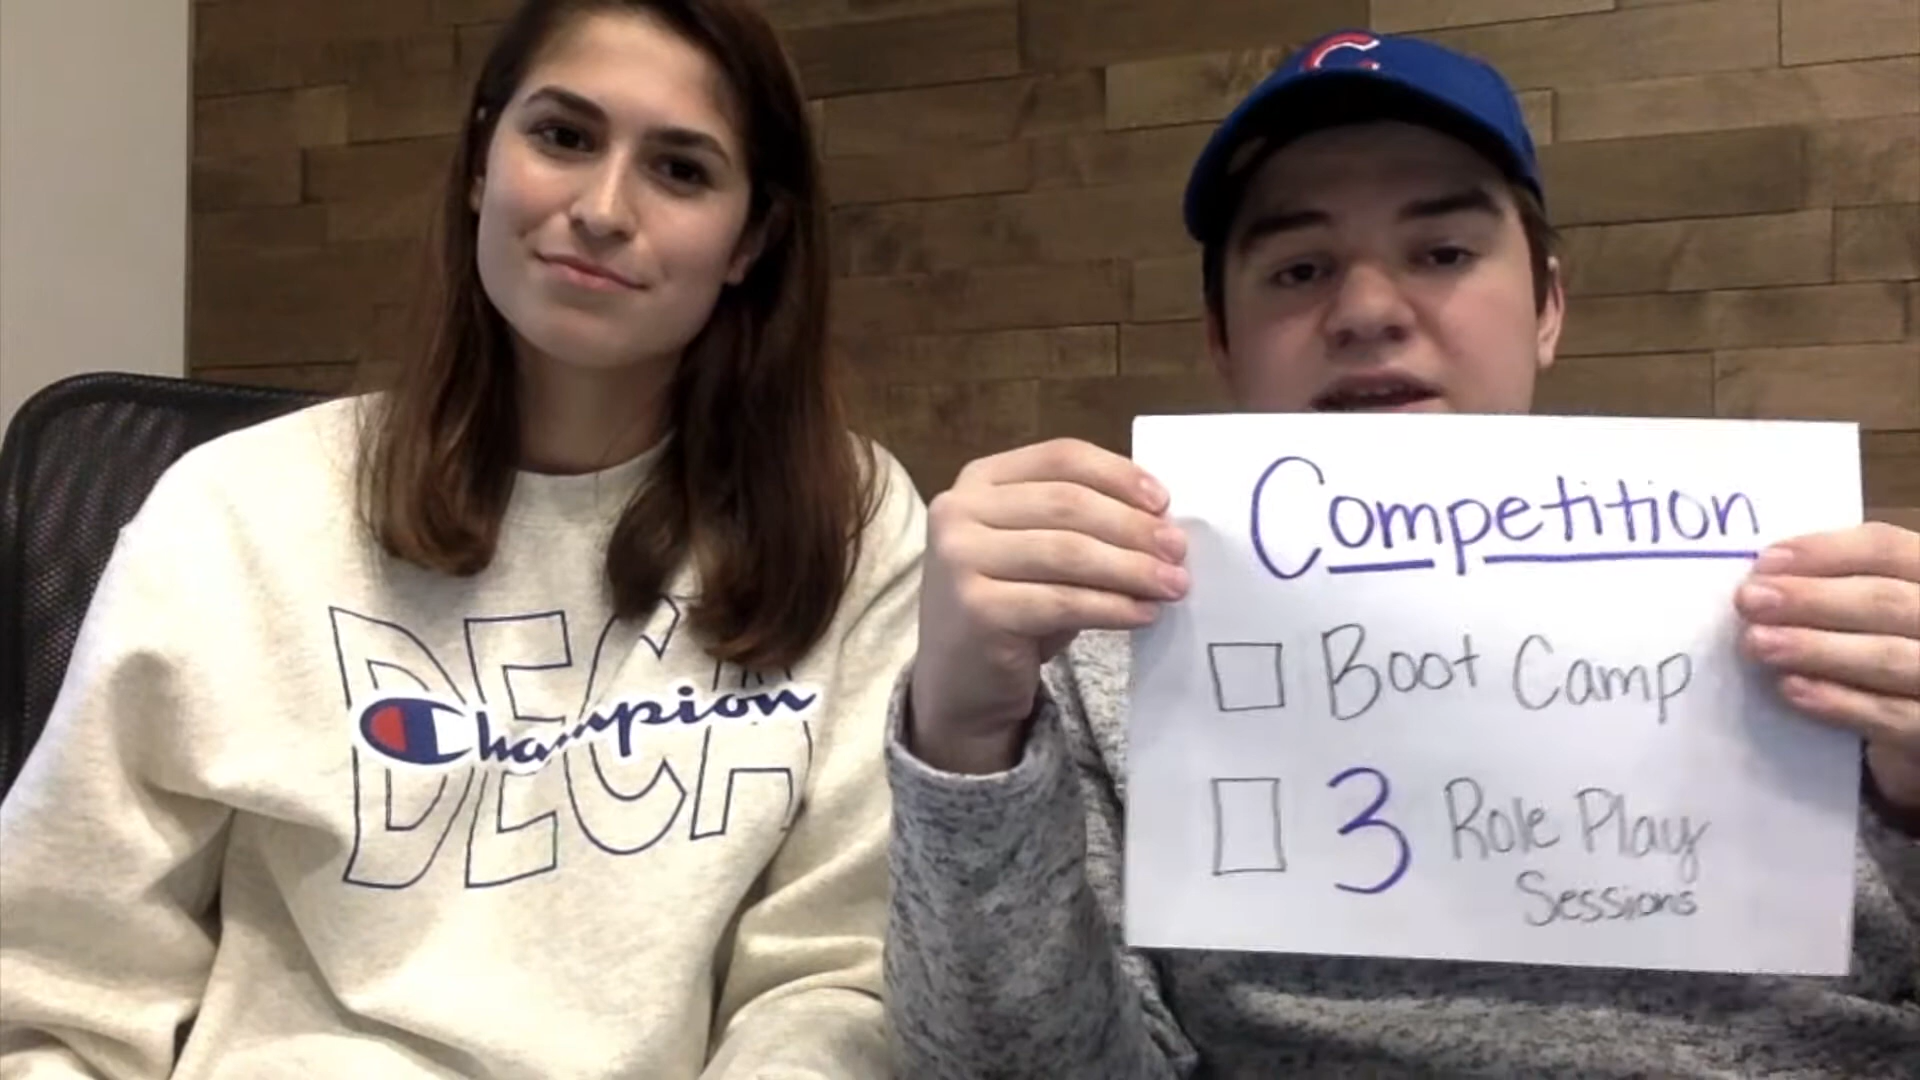 C
DECA
Champion
Competition
Boot Camp
3 Role Play
Sessions